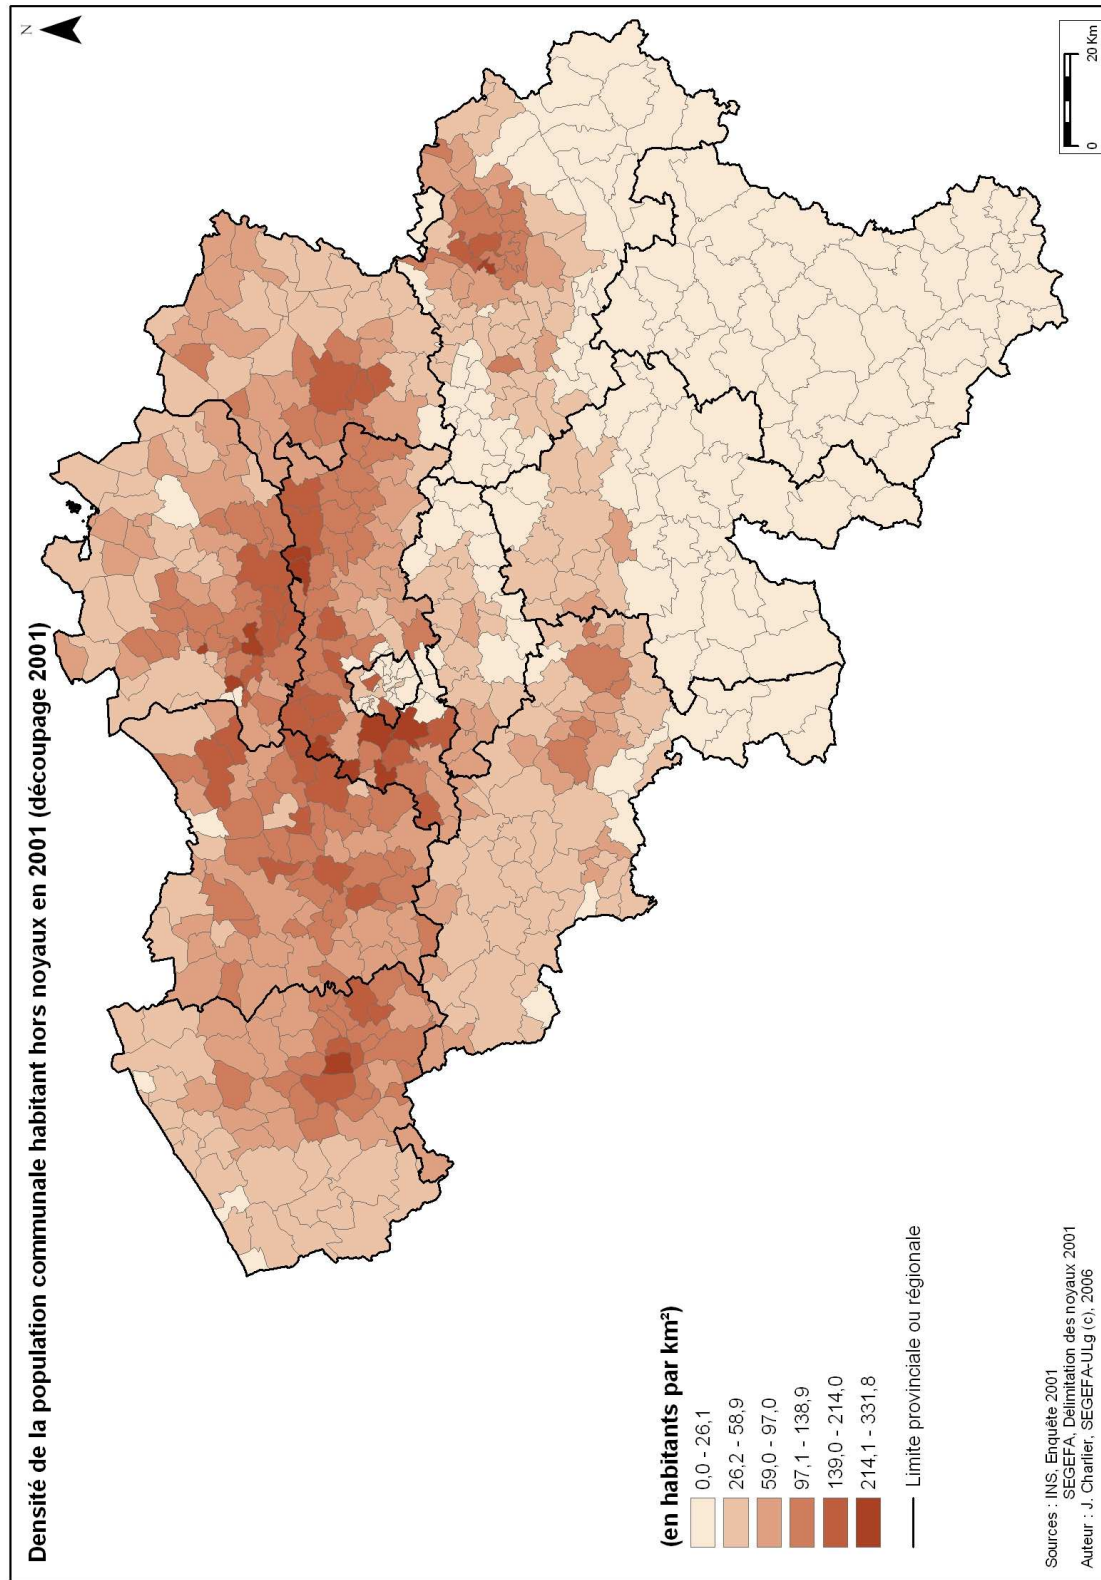 Densité de la population communale habitant hors noyaux en 2001 (découpage 2001)
N
(en habitants par km²)
0,0 - 26,1
26,2 - 58,9
59,0 - 97,0
97,1 - 138,9
139,0 - 214,0
214,1 - 331,8
Limite provinciale ou régionale
Sources : INS, Enquête 2001
SEGEFA, Délimitation des noyaux 2001
Auteur : J. Charlier, SEGEFA-ULg (c), 2006
0 20 Km